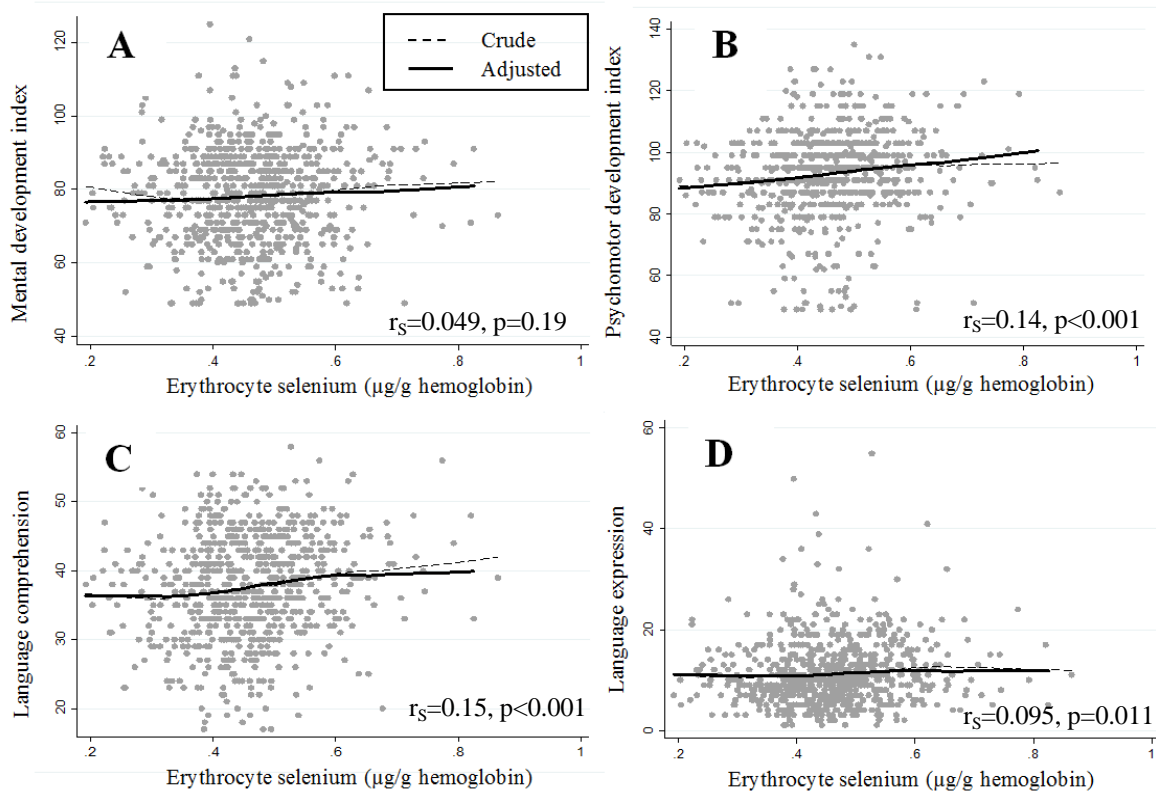 A
Crude
Adjusted
Mental development index
120
100
80
60
40
r_S=0.049, p=0.19
.2 .4 .6 .8 1
Erythrocyte selenium (µg/g hemoglobin)
B
Psychomotor development index
140
120
100
80
60
40
r_S=0.14, p<0.001
.2 .4 .6 .8 1
Erythrocyte selenium (µg/g hemoglobin)
C
Language comprehension
60
50
40
30
20
r_S=0.15, p<0.001
.2 .4 .6 .8 1
Erythrocyte selenium (µg/g hemoglobin)
D
Language expression
60
40
20
0
r_S=0.095, p=0.011
.2 .4 .6 .8 1
Erythrocyte selenium (µg/g hemoglobin)